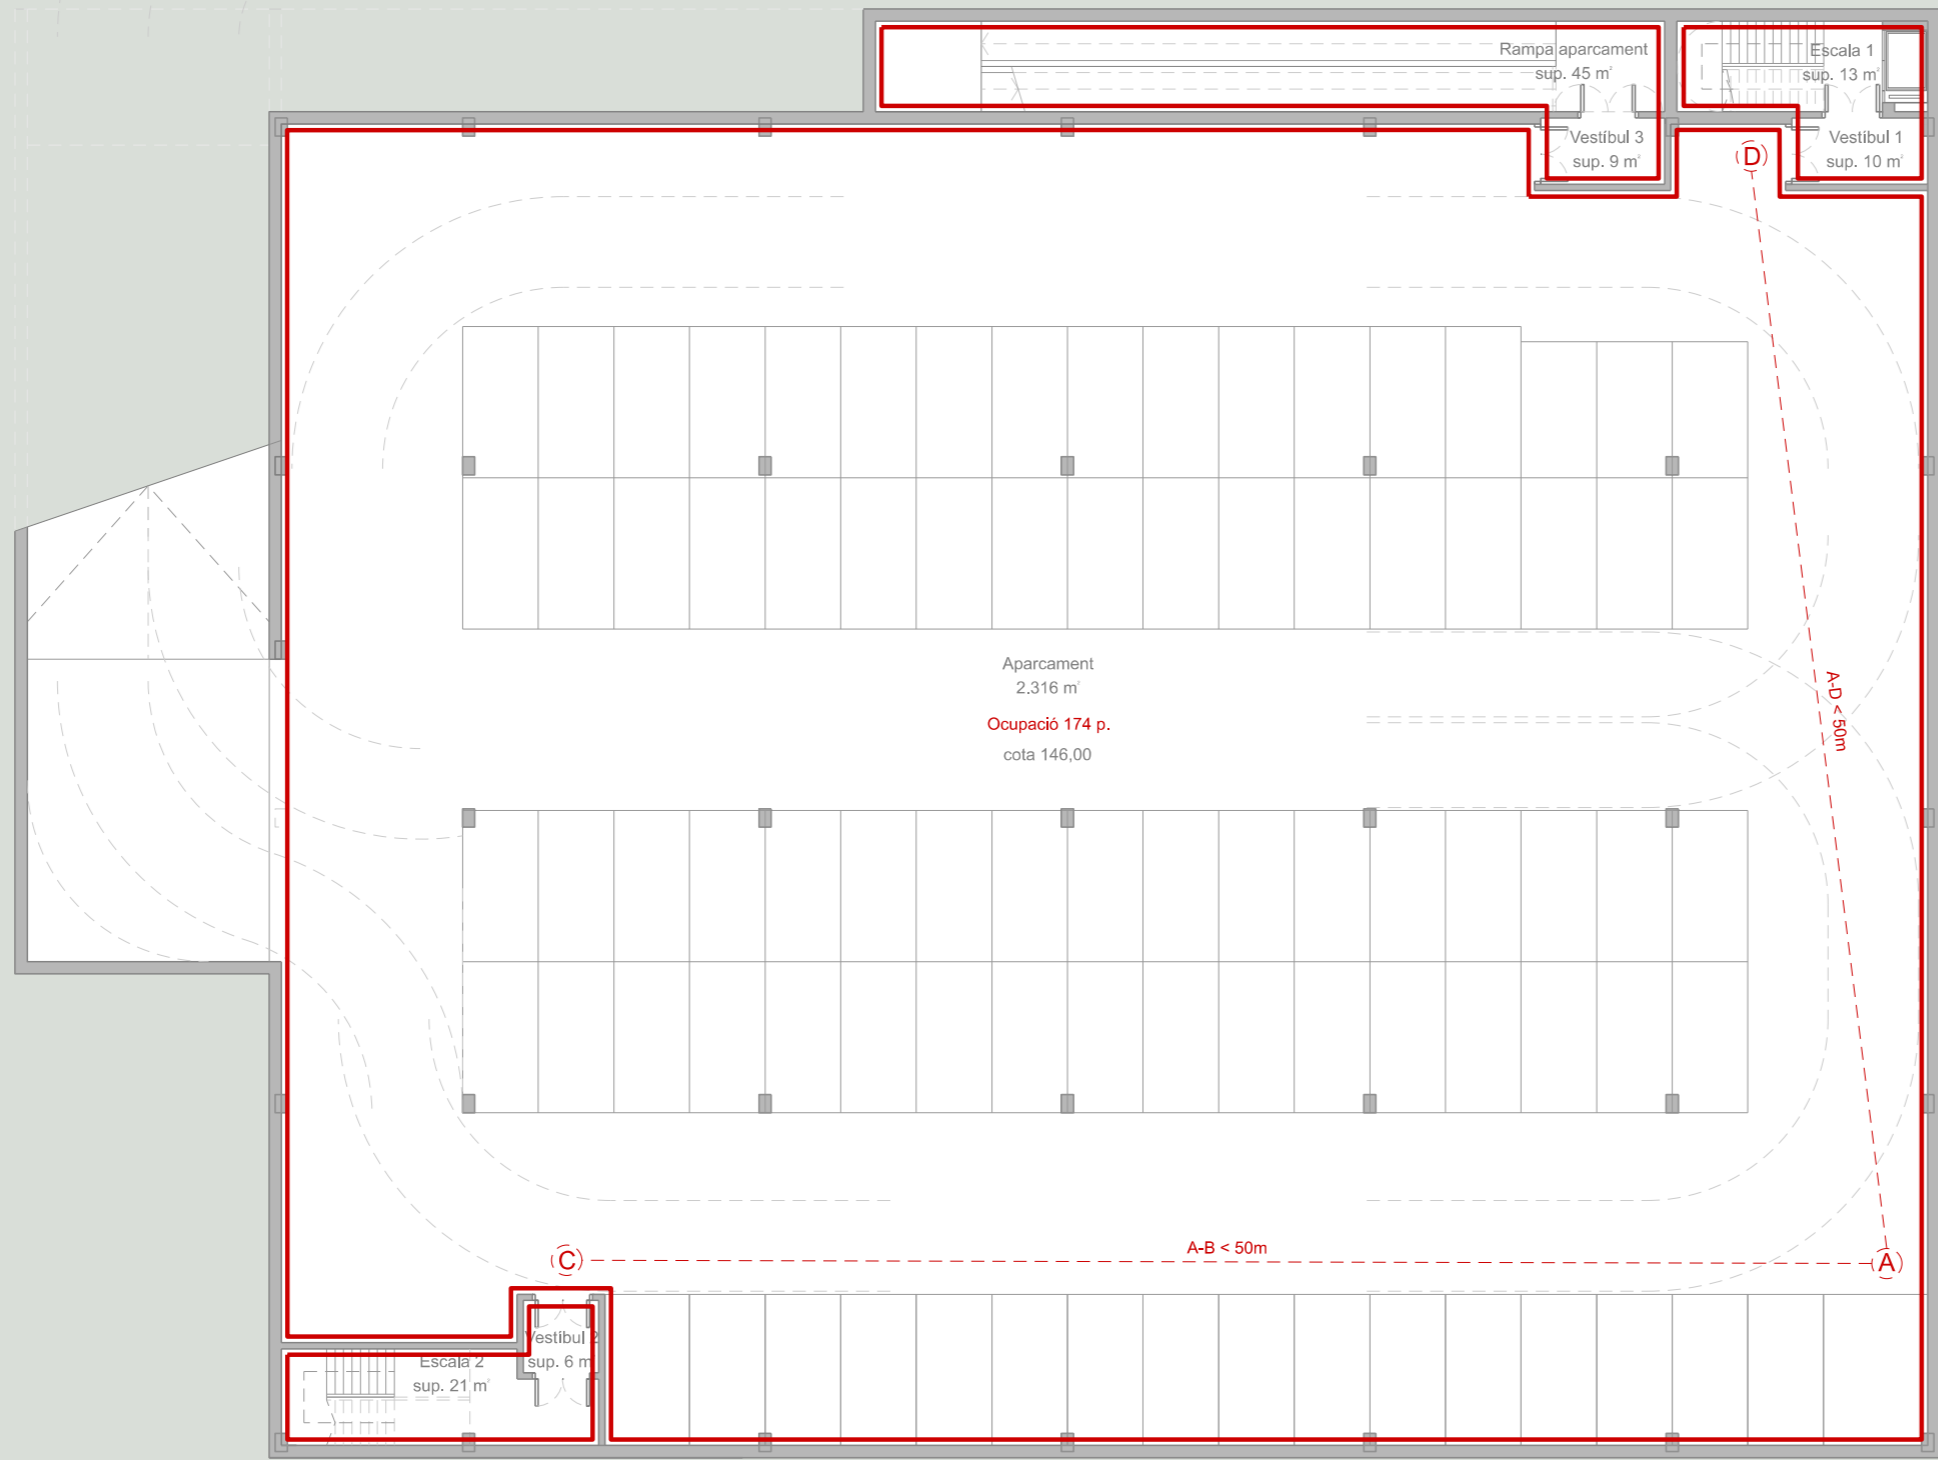 Rampa aparcament
sup. 45 m²
Escala 1
sup. 13 m²
Vestíbul 3
sup. 9 m²
Vestíbul 1
sup. 10 m²
D
Aparcament
2.316 m²
Ocupació 174 p.
cota 146,00
A-D < 50m
A-B < 50m
C
A
Vestíbul 2
sup. 6 m
Escala 2
sup. 21 m²